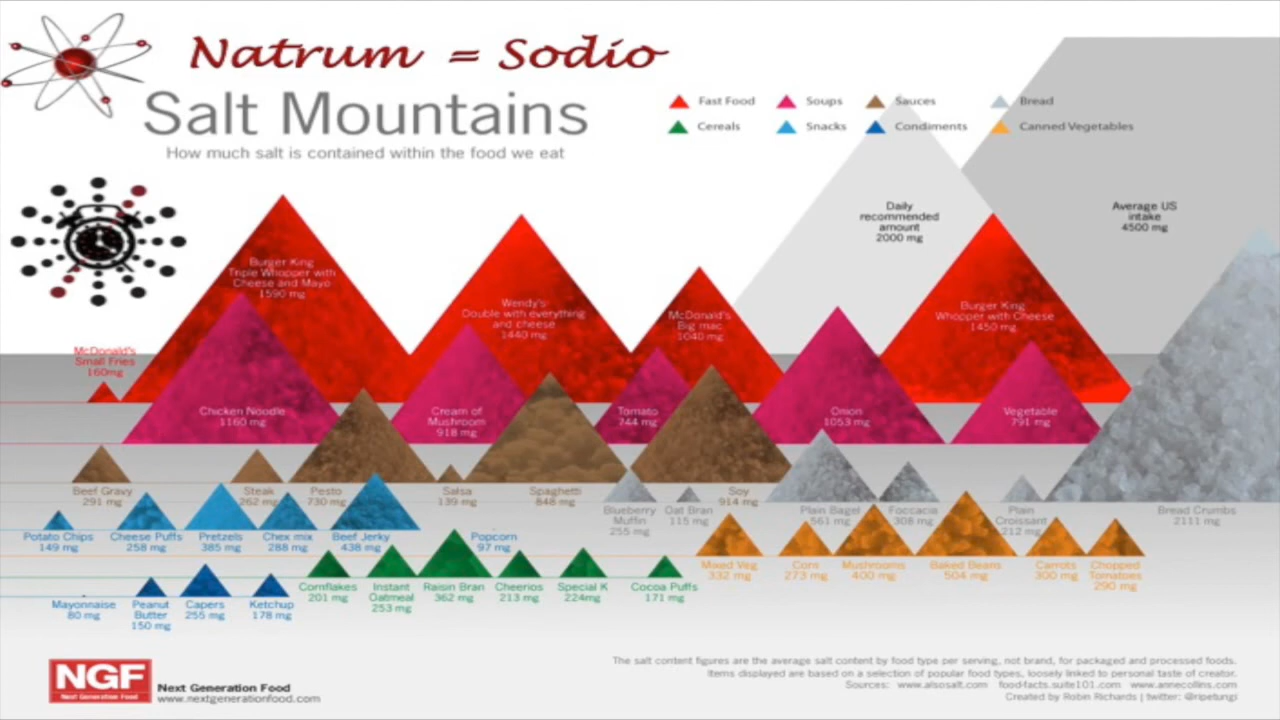 Natrum = Sodio
Salt Mountains
How much salt is contained within the food we eat
Fast Food
Soups
Sauces
Bread
Cereals
Snacks
Condiments
Canned Vegetables
Daily
recommended
amount
2000 mg
Average US
intake
4500 mg
Burger King
Triple Whopper with
Cheese and Mayo
1590 mg
Wendy's
Double with everything
and cheese
1440 mg
McDonald's
Big mac
1040 mg
Burger King
Whopper with Cheese
1450 mg
McDonald's
Small Fries
160mg
Chicken Noodle
1160 mg
Cream of
Mushroom
918 mg
Tomato
744 mg
Onion
1053 mg
Vegetable
791 mg
Beef Gravy
291 mg
Steak
262 mg
Pesto
730 mg
Salsa
139 mg
Spaghetti
848 mg
Soy
914 mg
Blueberry
Muffin
255 mg
Oat Bran
115 mg
Plain Bagel
561 mg
Foccacia
308 mg
Plain
Croissant
212 mg
Bread Crumbs
2111 mg
Potato Chips
149 mg
Cheese Puffs
258 mg
Pretzels
385 mg
Chex mix
288 mg
Beef Jerky
438 mg
Popcorn
97 mg
Mixed Veg
332 mg
Corn
273 mg
Mushrooms
400 mg
Baked Beans
504 mg
Carrots
300 mg
Chopped
Tomatoes
290 mg
Cornflakes
201 mg
Instant
Oatmeal
253 mg
Raisin Bran
362 mg
Cheerios
213 mg
Special K
224mg
Cocoa Puffs
171 mg
Mayonnaise
80 mg
Peanut
Butter
150 mg
Capers
255 mg
Ketchup
178 mg
NGF
Next Generation Food
Next Generation Food
www.nextgenerationfood.com
The salt content figures are the average salt content by food type per serving, not brand, for packaged and processed foods.
Items displayed are based on a selection of popular food types, loosely linked to personal taste of creator.
Sources: www.alsosalt.com food-facts.suite101.com www.annecollins.com
Created by Robin Richards | twitter: @ripetungi